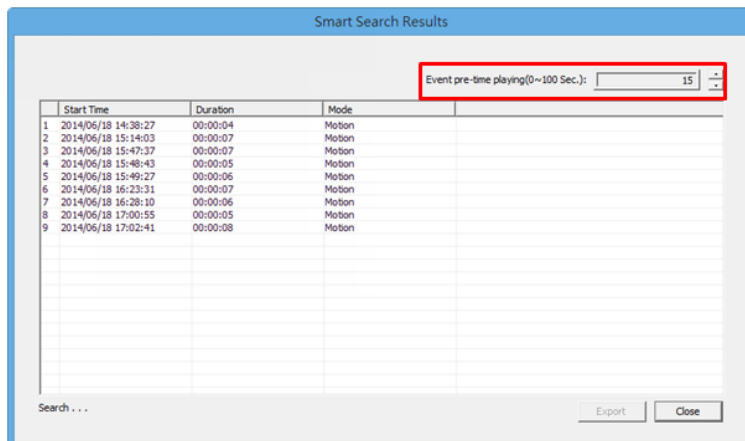 Smart Search Results
Event pre-time playing(0~100 Sec.): 15
Start Time Duration Mode
1 2014/06/18 14:38:27 00:00:04 Motion
2 2014/06/18 15:14:03 00:00:07 Motion
3 2014/06/18 15:47:37 00:00:07 Motion
4 2014/06/18 15:48:43 00:00:05 Motion
5 2014/06/18 15:49:27 00:00:06 Motion
6 2014/06/18 16:23:31 00:00:07 Motion
7 2014/06/18 16:28:10 00:00:06 Motion
8 2014/06/18 17:00:55 00:00:05 Motion
9 2014/06/18 17:02:41 00:00:08 Motion
Search . . .
Export Close